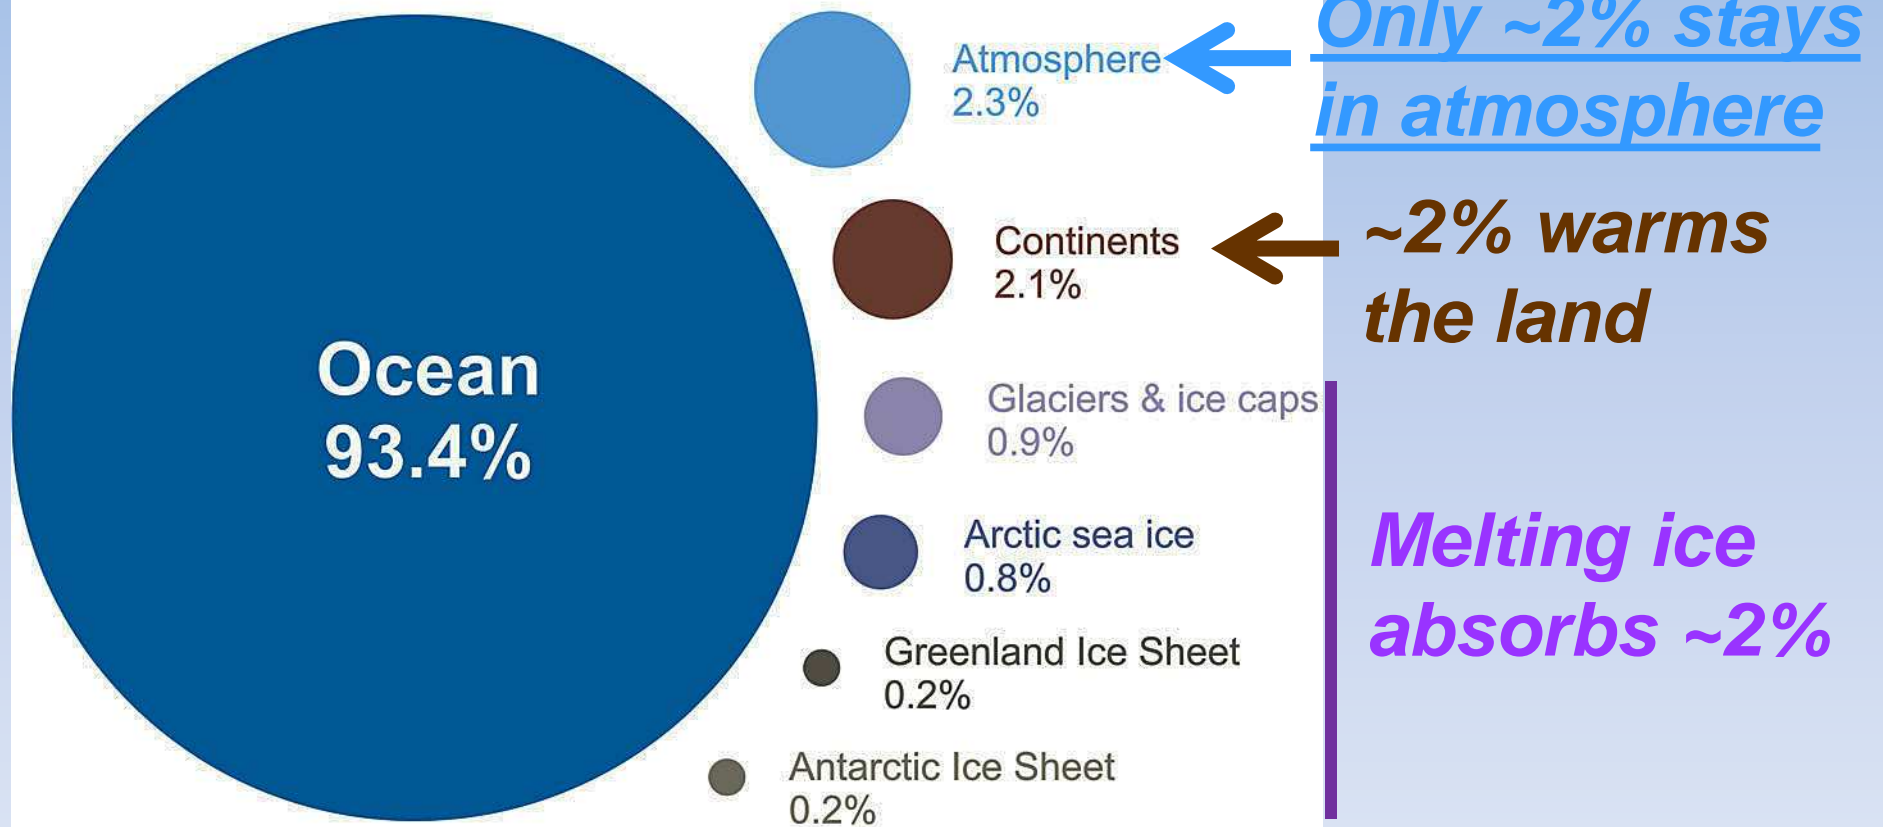 Only ~2% stays
in atmosphere
Atmosphere
2.3%
~2% warms
the land
Continents
2.1%
Ocean
93.4%
Glaciers & ice caps
0.9%
Arctic sea ice
0.8%
Melting ice
absorbs ~2%
Greenland Ice Sheet
0.2%
Antarctic Ice Sheet
0.2%